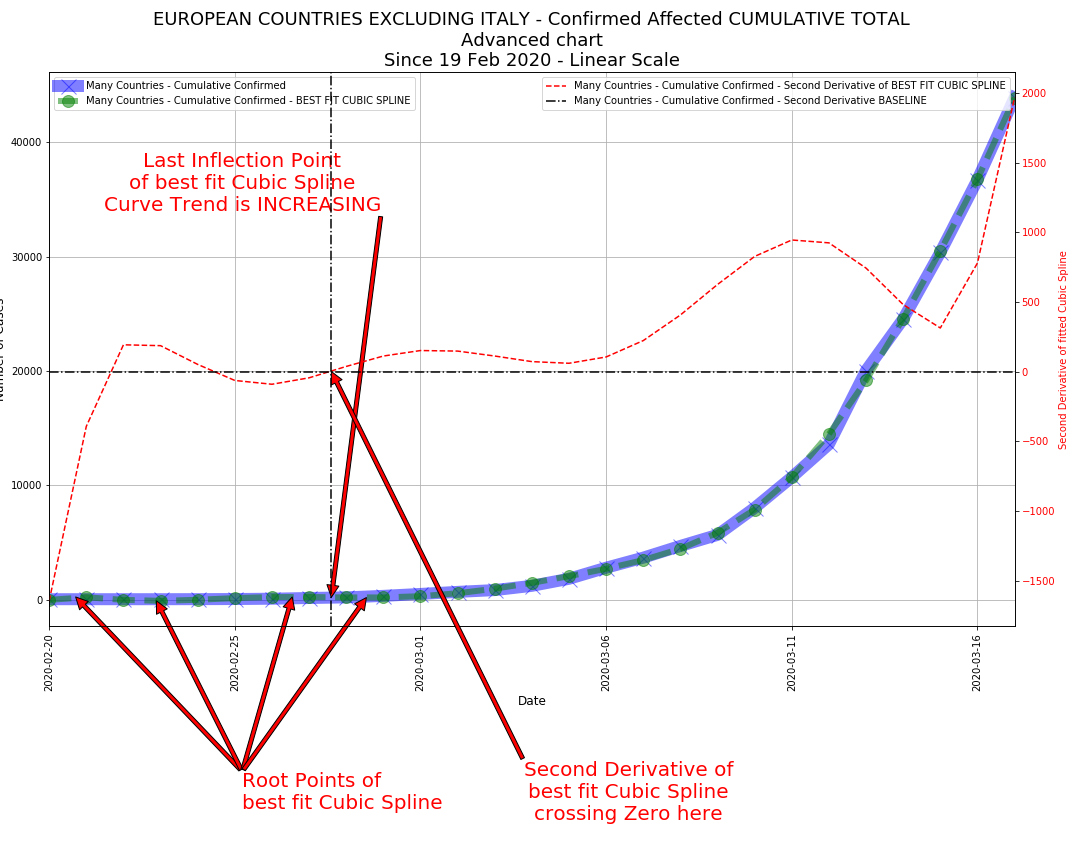 EUROPEAN COUNTRIES EXCLUDING ITALY - Confirmed Affected CUMULATIVE TOTAL
Advanced chart
Since 19 Feb 2020 - Linear Scale
Many Countries - Cumulative Confirmed
Many Countries - Cumulative Confirmed - BEST FIT CUBIC SPLINE
Many Countries - Cumulative Confirmed - Second Derivative of BEST FIT CUBIC SPLINE
Many Countries - Cumulative Confirmed - Second Derivative BASELINE
Last Inflection Point
of best fit Cubic Spline
Curve Trend is INCREASING
40000
30000
20000
10000
0
Number of Cases
2000
1500
1000
500
0
−500
−1000
−1500
Second Derivative of fitted Cubic Spline
2020-02-20
2020-02-25
2020-03-01
2020-03-06
2020-03-11
2020-03-16
Date
Root Points of
best fit Cubic Spline
Second Derivative of
best fit Cubic Spline
crossing Zero here